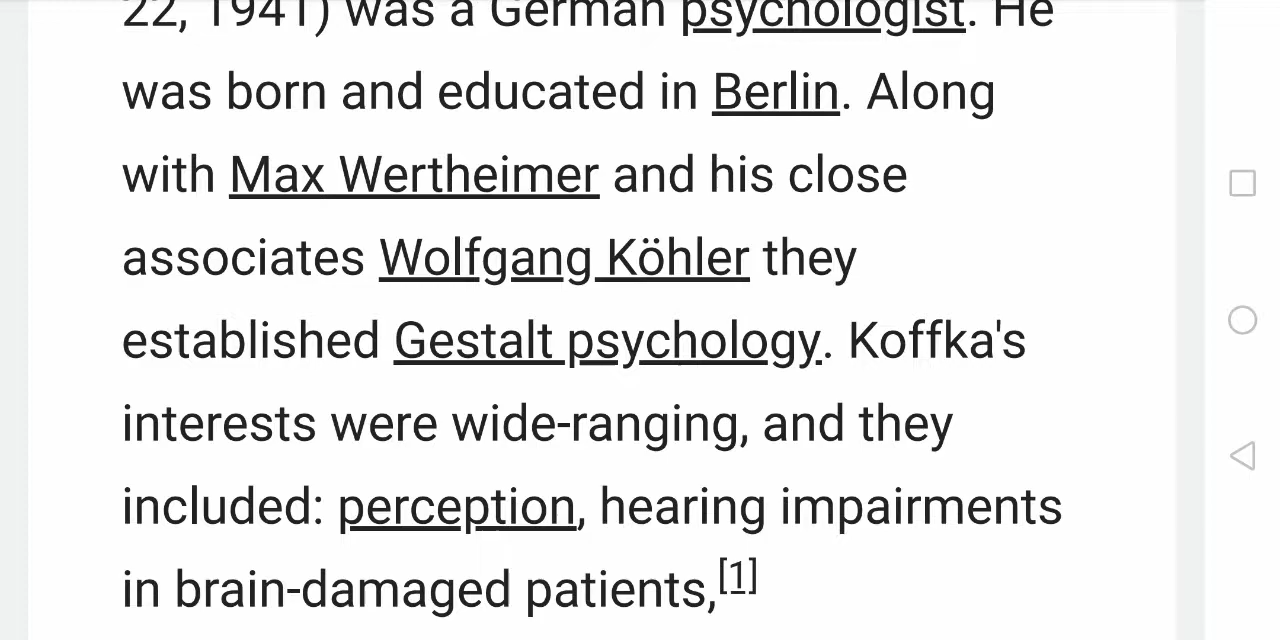 22, 1941) was a German psychologist. He
was born and educated in Berlin. Along
with Max Wertheimer and his close
associates Wolfgang Köhler they
established Gestalt psychology. Koffka's
interests were wide-ranging, and they
included: perception, hearing impairments
in brain-damaged patients,[1]